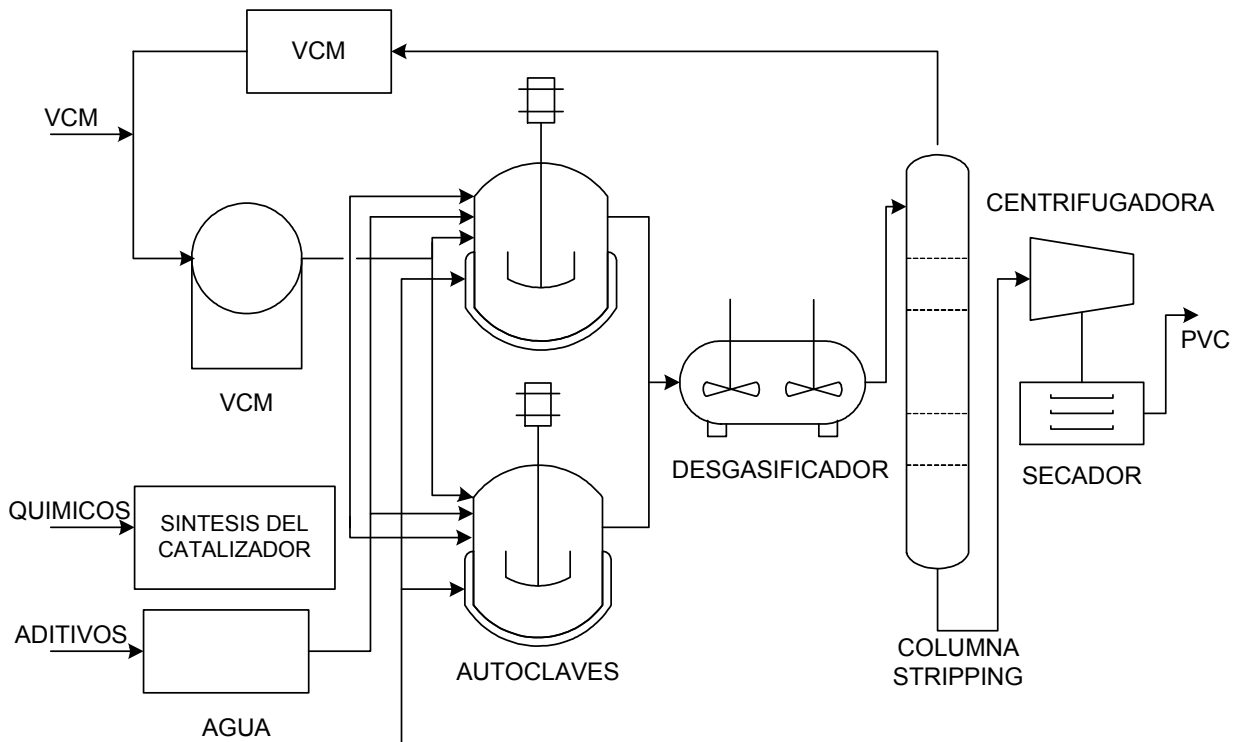 VCM
VCM
CENTRIFUGADORA
PVC
VCM
DESGASIFICADOR
SECADOR
QUIMICOS
SINTESIS DEL
CATALIZADOR
ADITIVOS
AUTOCLAVES
COLUMNA
STRIPPING
AGUA